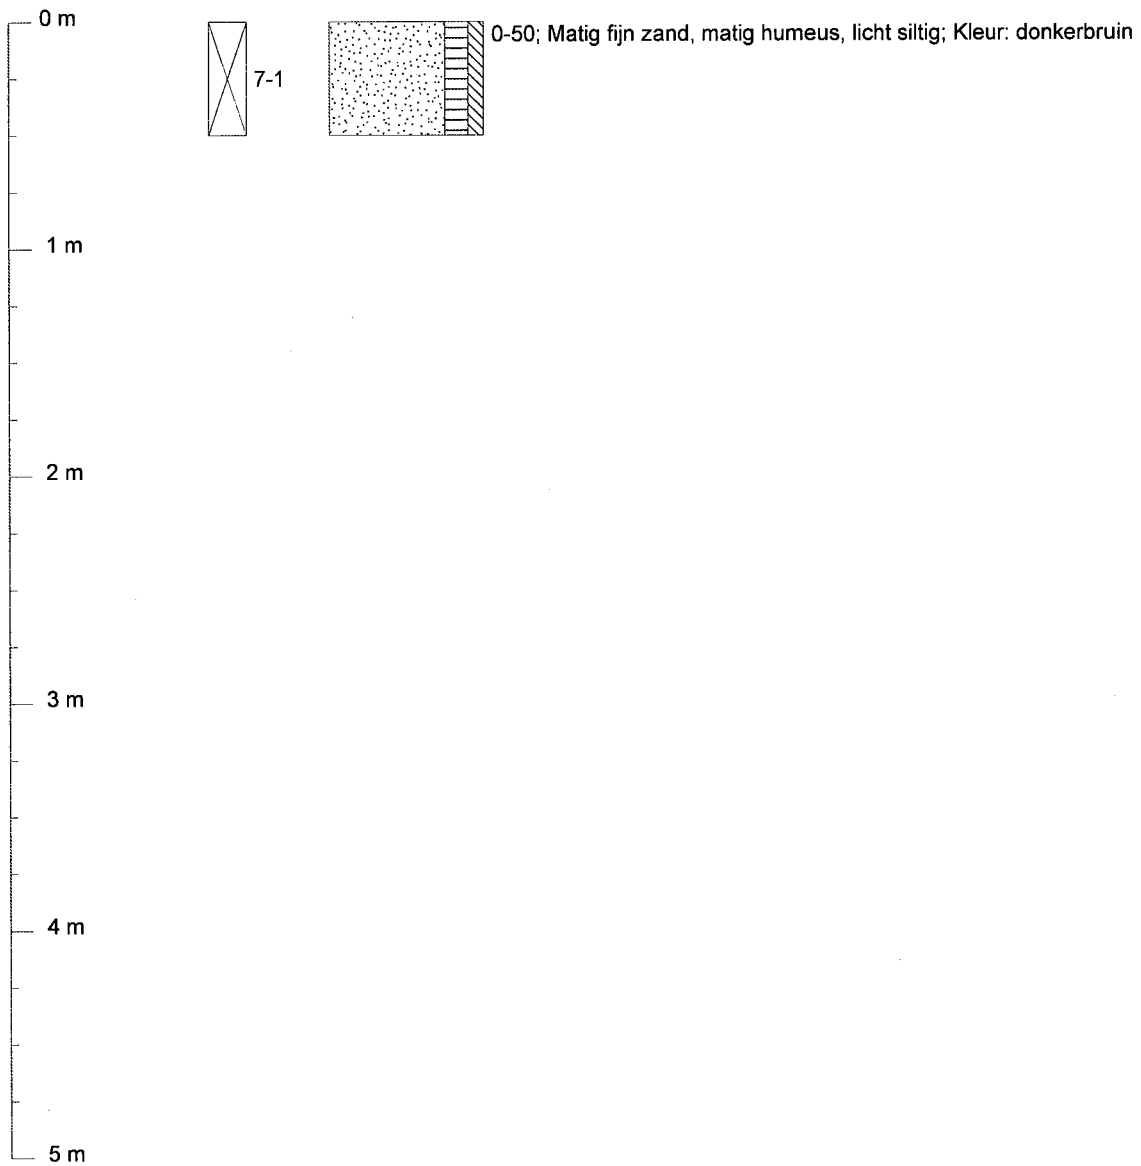 0 m
0-50; Matig fijn zand, matig humeus, licht siltig; Kleur: donkerbruin
7-1
1 m
2 m
3 m
4 m
5 m